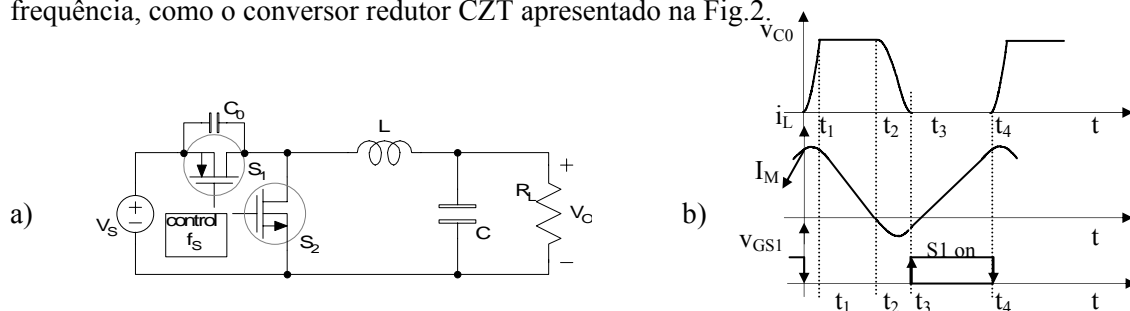 frequência, como o conversor redutor CZT apresentado na Fig.2.
a)
C0
S1
L
VS
control
fS
S2
C
RL
+
VO
−
b)
vC0
t1 t2 t3 t4 t
iL
IM
t
vGS1
S1 on
t1 t2 t3 t4 t